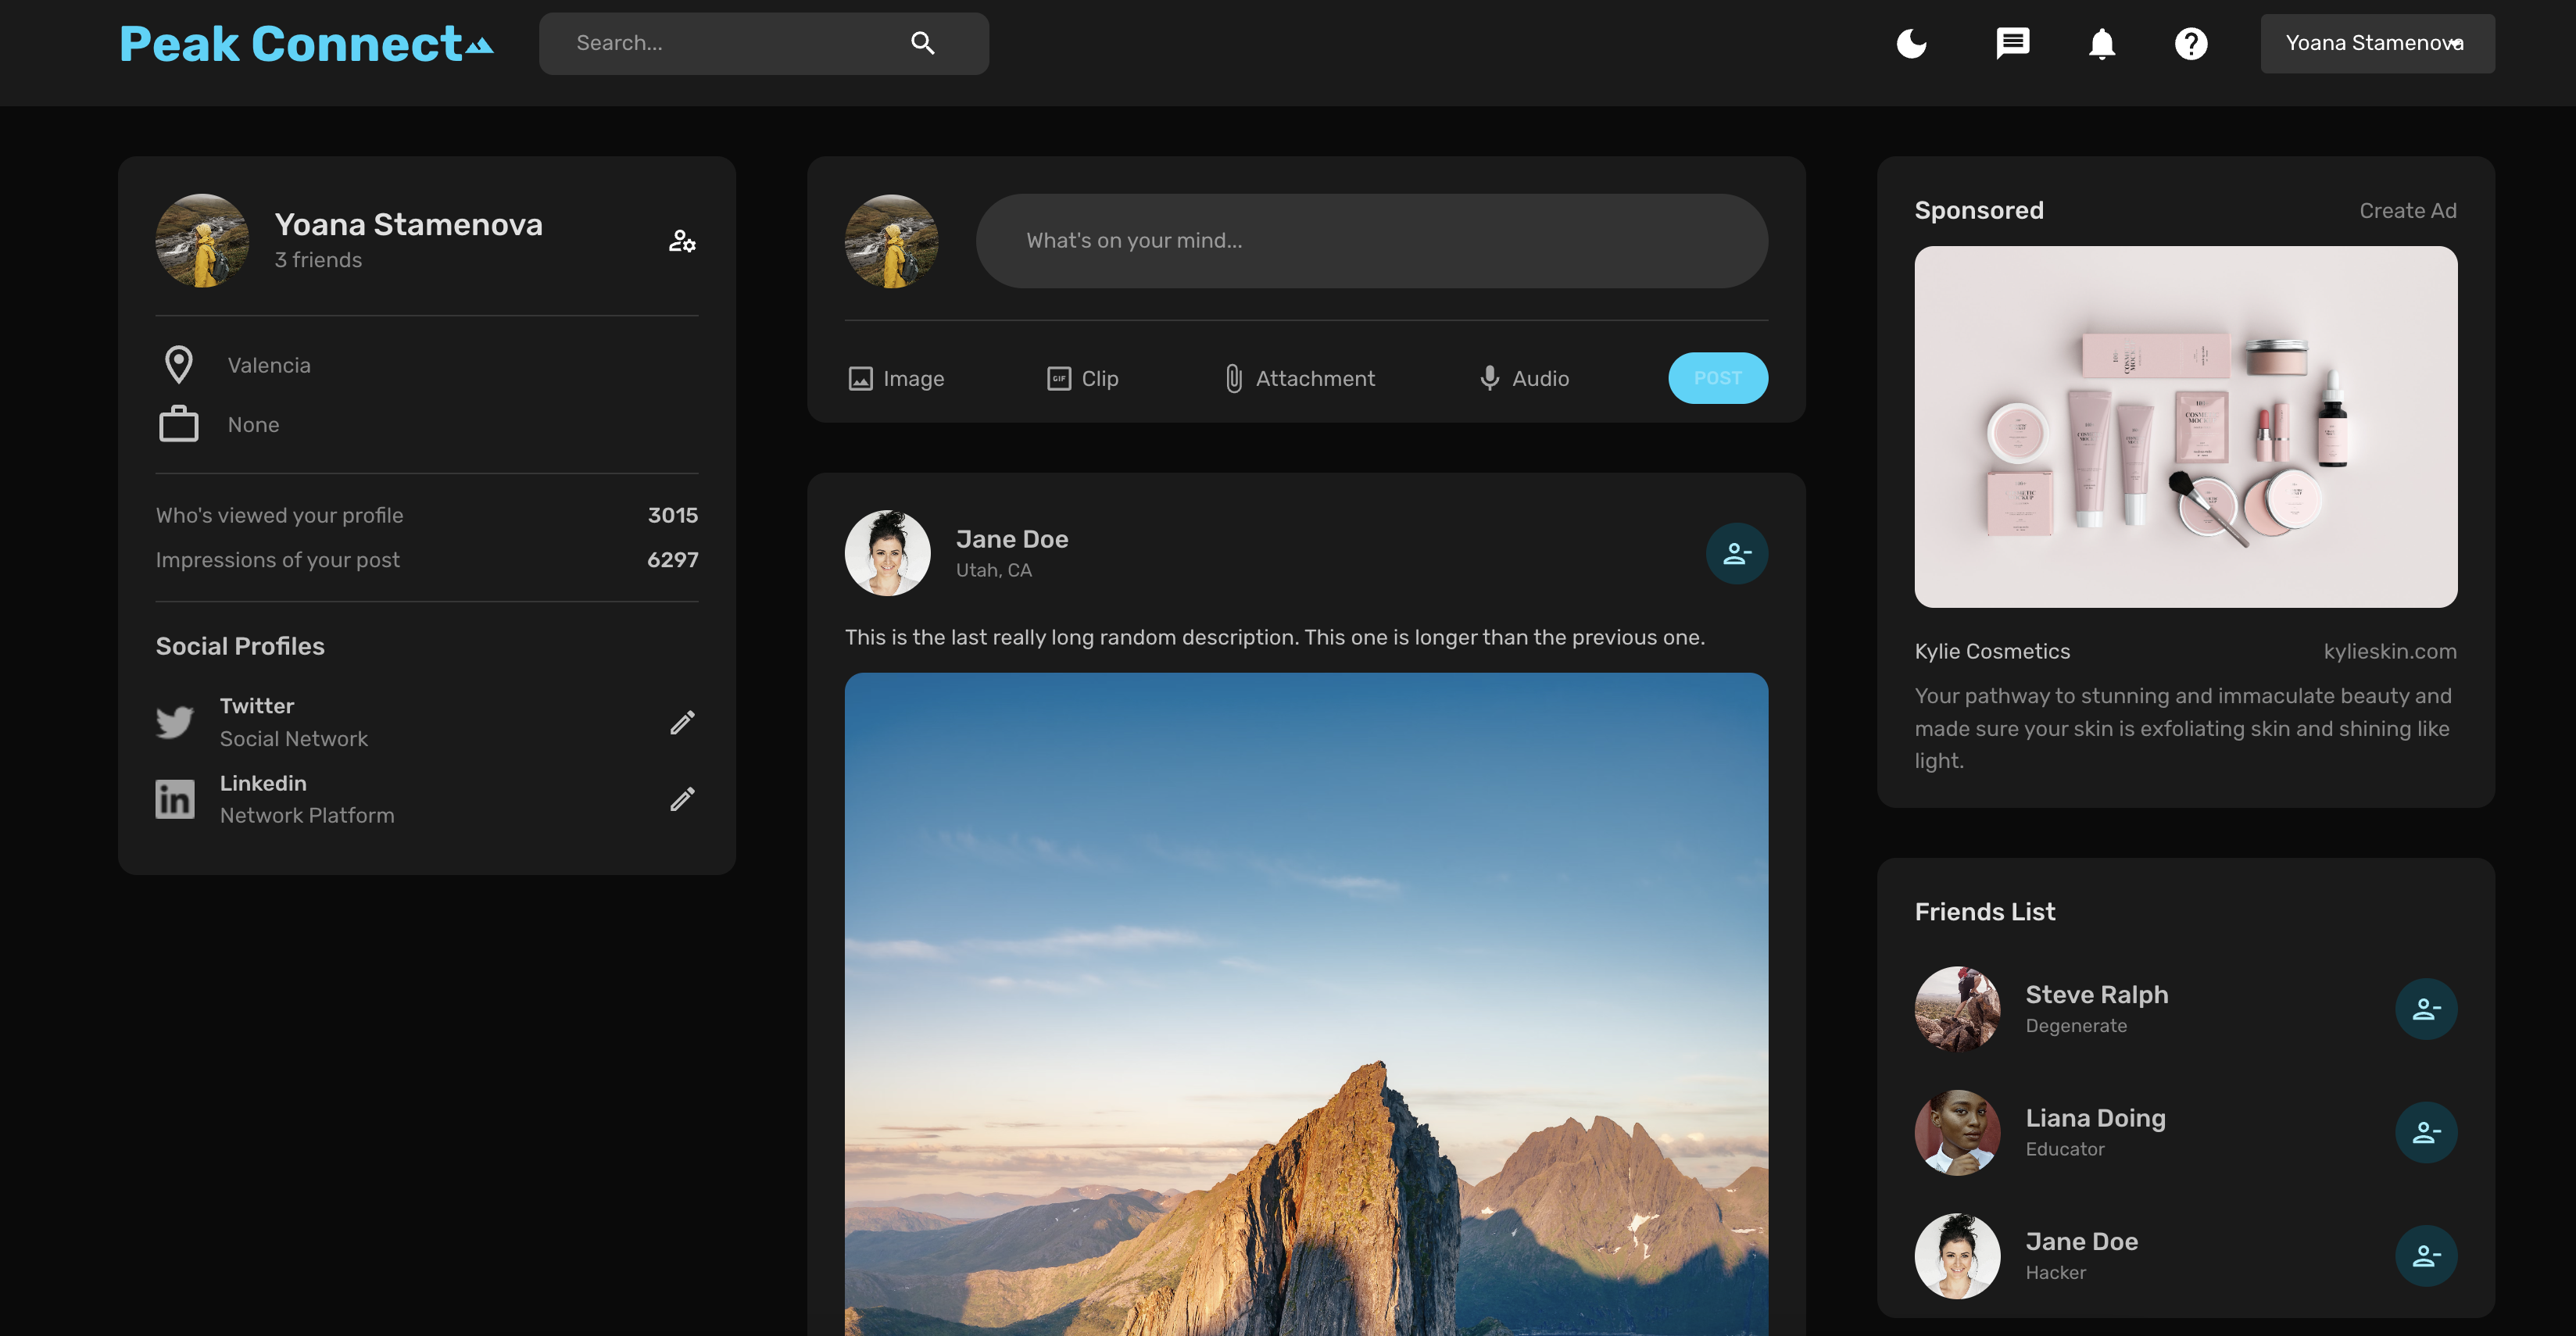 Peak Connect
Search...
Yoana Stamenova
Yoana Stamenova
3 friends
Valencia
None
Who's viewed your profile 3015
Impressions of your post 6297
Social Profiles
Twitter
Social Network
Linkedin
Network Platform
What's on your mind...
Image
GIF Clip
Attachment
Audio
POST
Jane Doe
Utah, CA
This is the last really long random description. This one is longer than the previous one.
Sponsored Create Ad
Kylie Cosmetics kylieskin.com
Your pathway to stunning and immaculate beauty and
made sure your skin is exfoliating skin and shining like
light.
Friends List
Steve Ralph
Degenerate
Liana Doing
Educator
Jane Doe
Hacker